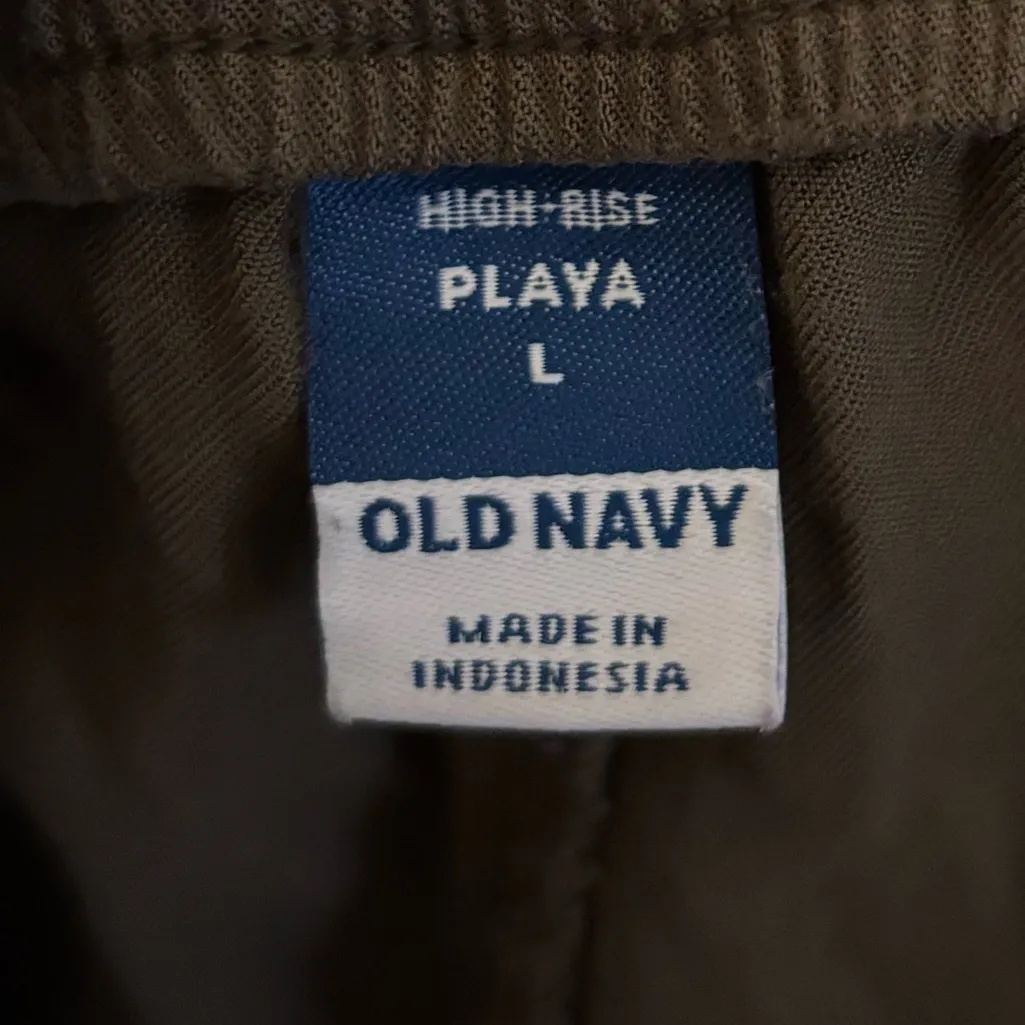 HIGH-RISE
PLAYA
L
OLD NAVY
MADE IN
INDONESIA